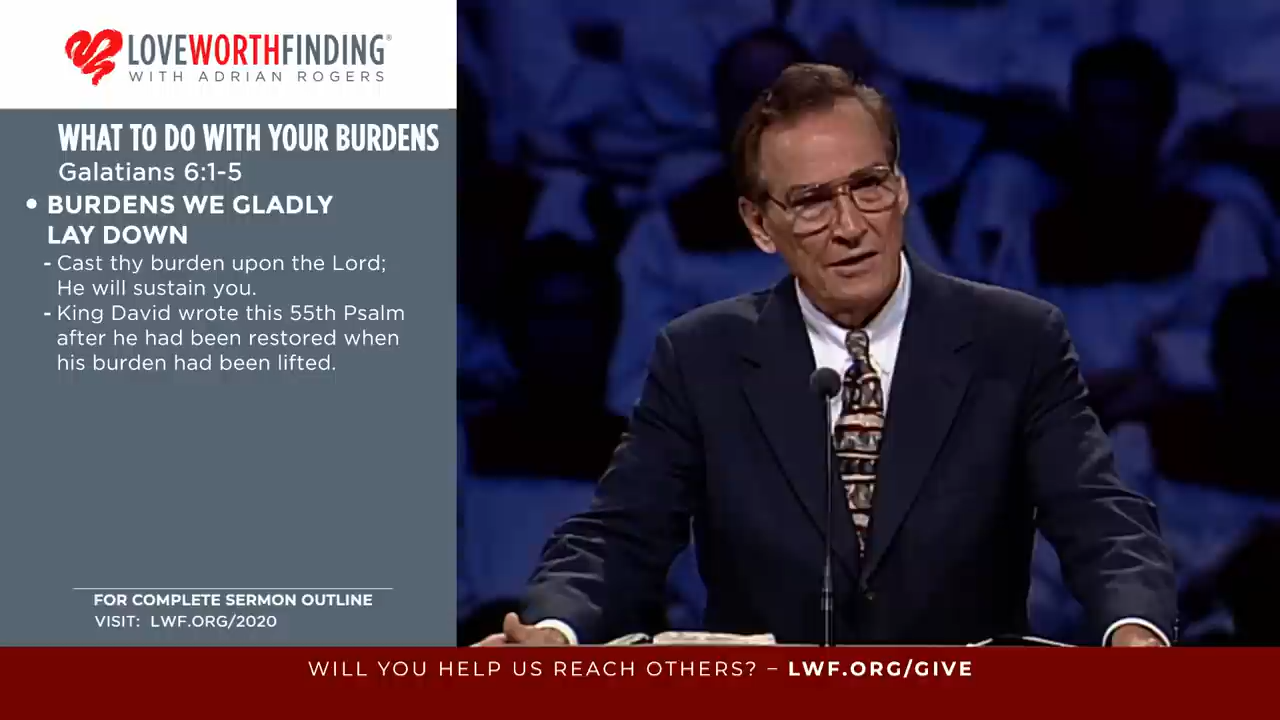 LOVEWORTHFINDING®
WITH ADRIAN ROGERS
WHAT TO DO WITH YOUR BURDENS
Galatians 6:1-5
• BURDENS WE GLADLY
LAY DOWN
- Cast thy burden upon the Lord;
He will sustain you.
- King David wrote this 55th Psalm
after he had been restored when
his burden had been lifted.
FOR COMPLETE SERMON OUTLINE
VISIT: LWF.ORG/2020
WILL YOU HELP US REACH OTHERS? – LWF.ORG/GIVE